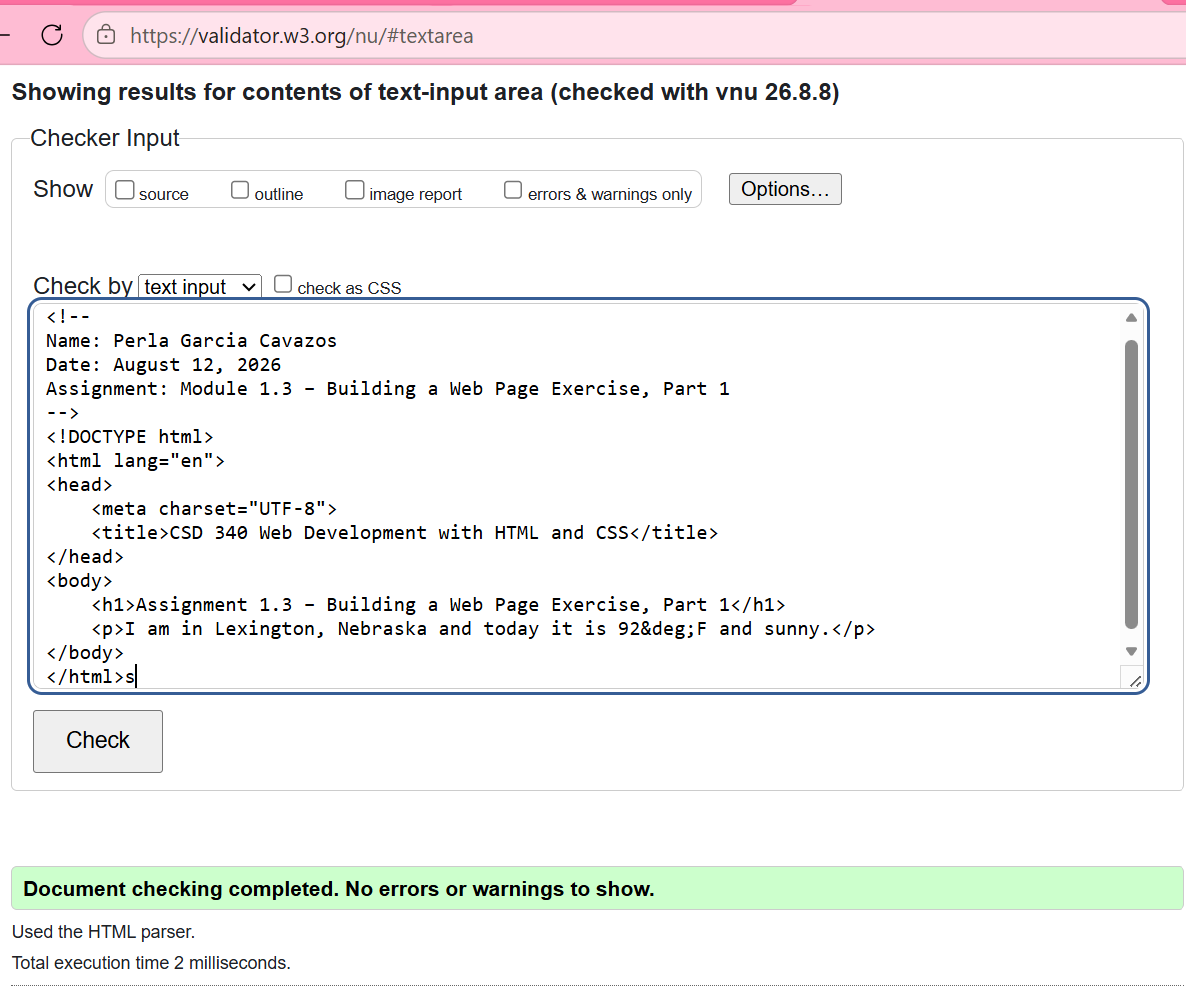 https://validator.w3.org/nu/#textarea
Showing results for contents of text-input area (checked with vnu 26.8.8)
Checker Input
Show source outline image report errors & warnings only Options...
Check by text input check as CSS
<!--
Name: Perla Garcia Cavazos
Date: August 12, 2026
Assignment: Module 1.3 – Building a Web Page Exercise, Part 1
-->
<!DOCTYPE html>
<html lang="en">
<head>
    <meta charset="UTF-8">
    <title>CSD 340 Web Development with HTML and CSS</title>
</head>
<body>
    <h1>Assignment 1.3 – Building a Web Page Exercise, Part 1</h1>
    <p>I am in Lexington, Nebraska and today it is 92&deg;F and sunny.</p>
</body>
</html>s
Check
Document checking completed. No errors or warnings to show.
Used the HTML parser.
Total execution time 2 milliseconds.